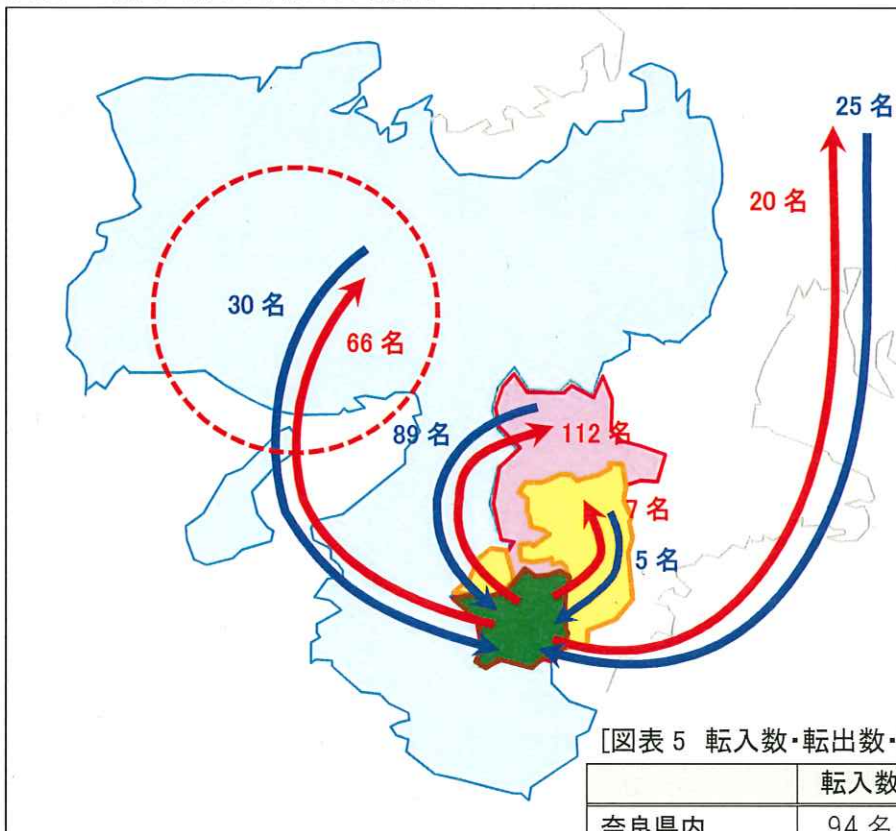 25 名
20 名
30 名
66 名
89 名
112 名
7 名
5 名
[図表 5 転入数・転出数・
転入数
奈良県内
94 名